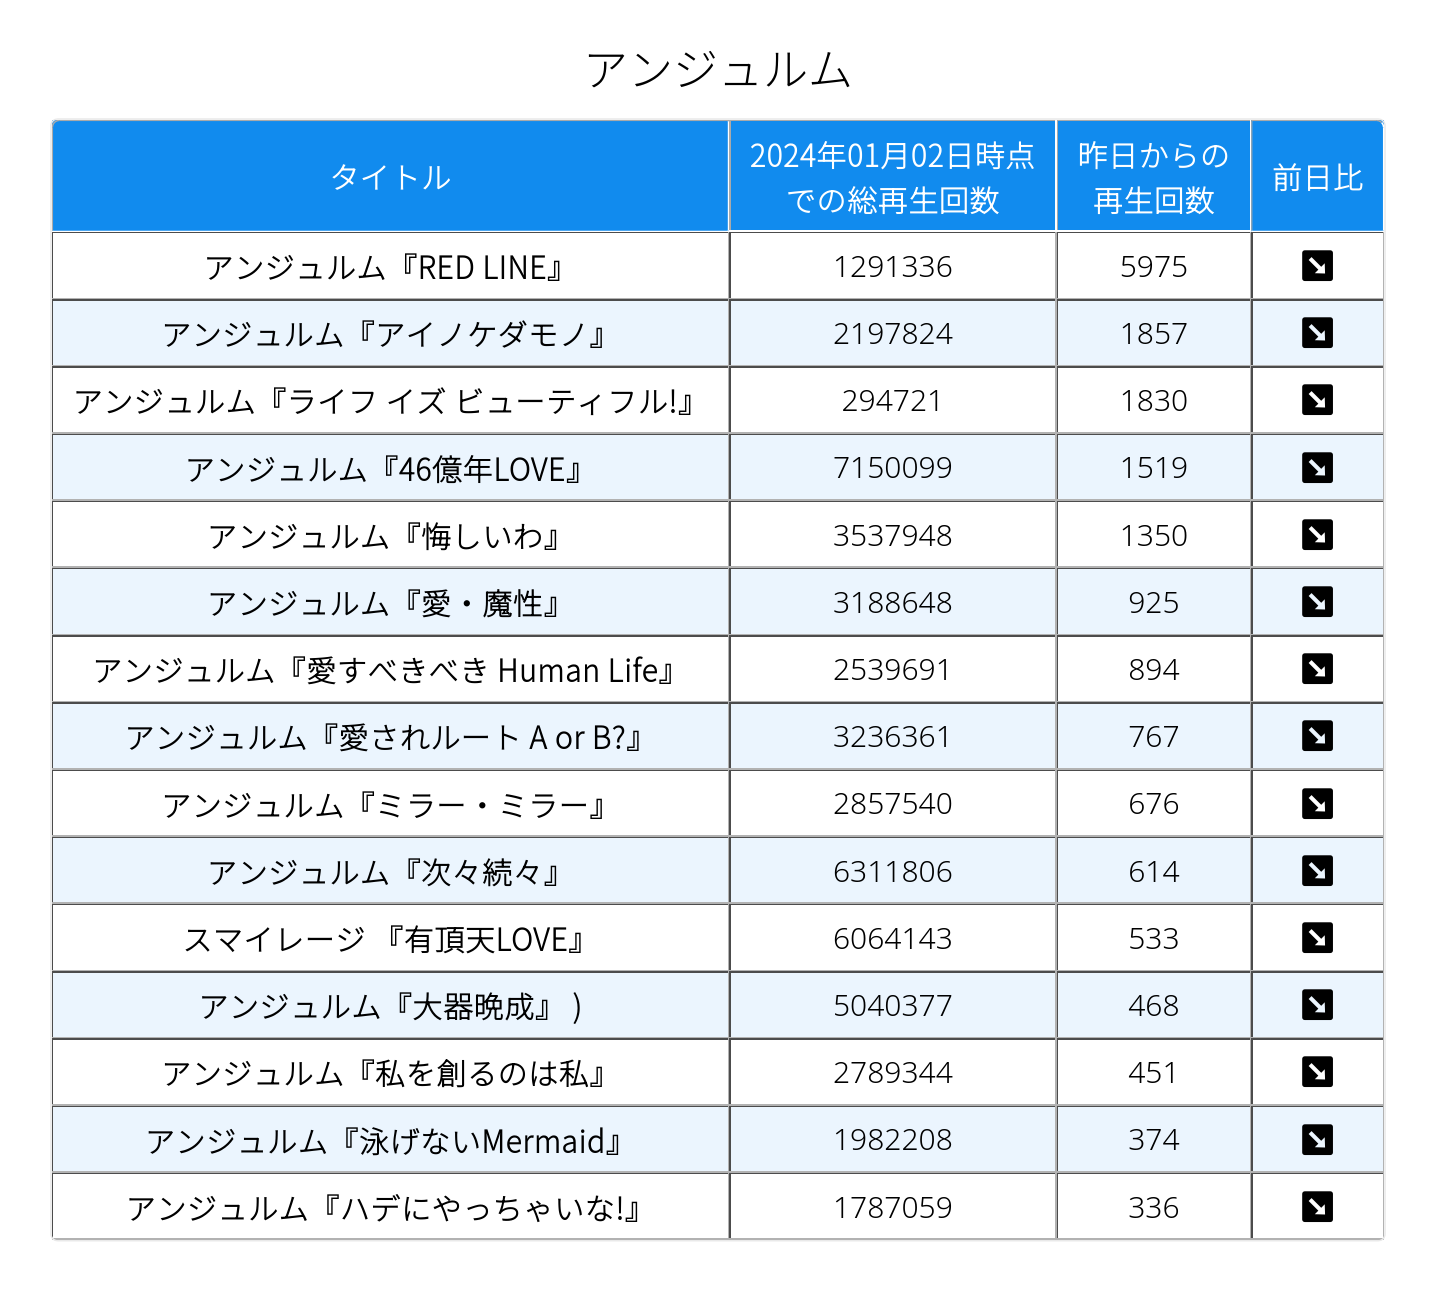 アンジュルム
タイトル
2024年01月02日時点
での総再生回数
昨日からの
再生回数
前日比
アンジュルム『RED LINE』 1291336 5975 ↘
アンジュルム『アイノケダモノ』 2197824 1857 ↘
アンジュルム『ライフ イズ ビューティフル!』 294721 1830 ↘
アンジュルム『46億年LOVE』 7150099 1519 ↘
アンジュルム『悔しいわ』 3537948 1350 ↘
アンジュルム『愛・魔性』 3188648 925 ↘
アンジュルム『愛すべきべき Human Life』 2539691 894 ↘
アンジュルム『愛されルート A or B?』 3236361 767 ↘
アンジュルム『ミラー・ミラー』 2857540 676 ↘
アンジュルム『次々続々』 6311806 614 ↘
スマイレージ 『有頂天LOVE』 6064143 533 ↘
アンジュルム『大器晩成』 ) 5040377 468 ↘
アンジュルム『私を創るのは私』 2789344 451 ↘
アンジュルム『泳げないMermaid』 1982208 374 ↘
アンジュルム『ハデにやっちゃいな!』 1787059 336 ↘